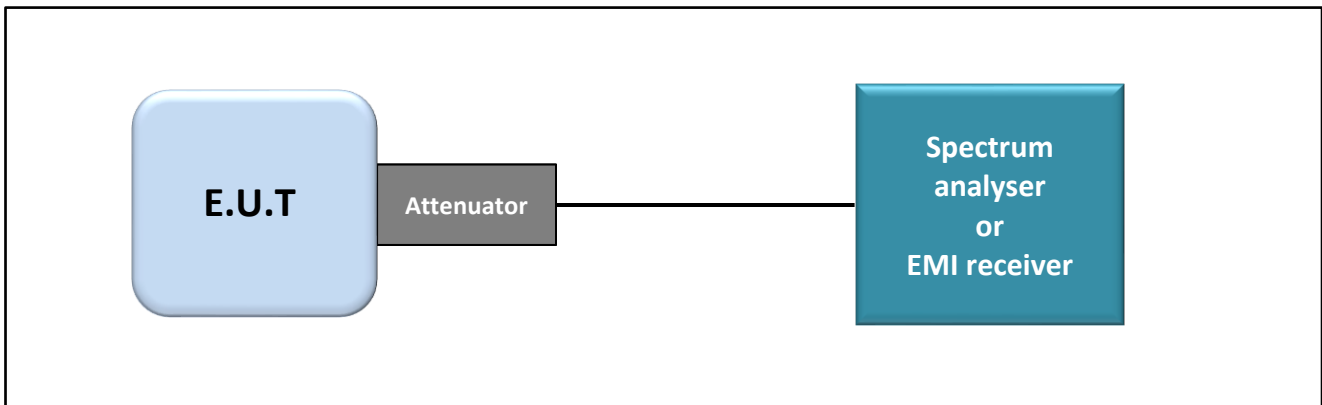 E.U.T
Attenuator
Spectrum
analyser
or
EMI receiver